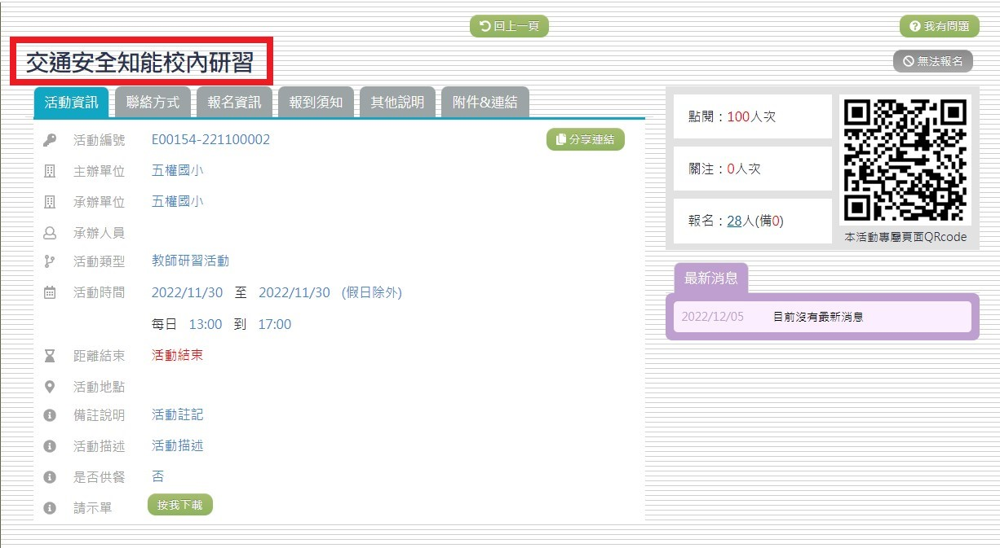 回上一頁
我有問題
交通安全知能校內研習
無法報名
活動資訊 聯絡方式 報名資訊 報到須知 其他說明 附件&連結
活動編號 E00154-221100002
分享連結
主辦單位 五權國小
承辦單位 五權國小
承辦人員
活動類型 教師研習活動
活動時間 2022/11/30 至 2022/11/30 (假日除外)
每日 13:00 到 17:00
距離結束 活動結束
活動地點
備註說明 活動註記
活動描述 活動描述
是否供餐 否
請示單 按我下載
點閱：100人次
關注：0人次
報名：28人(備0)
本活動專屬頁面QRcode
最新消息
2022/12/05 目前沒有最新消息